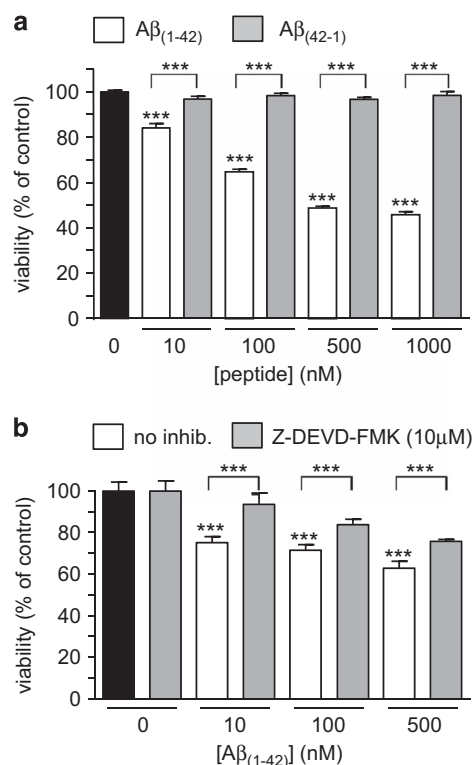 a
Aβ(1-42) Aβ(42-1)
*** *** *** ***
100
80
60
40
20
0
viability (% of control)
*** *** *** ***
0 10 100 500 1000
[peptide] (nM)
b
no inhib. Z-DEVD-FMK (10μM)
*** *** ***
100
80
60
40
20
0
viability (% of control)
*** *** ***
0 10 100 500
[Aβ(1-42)] (nM)